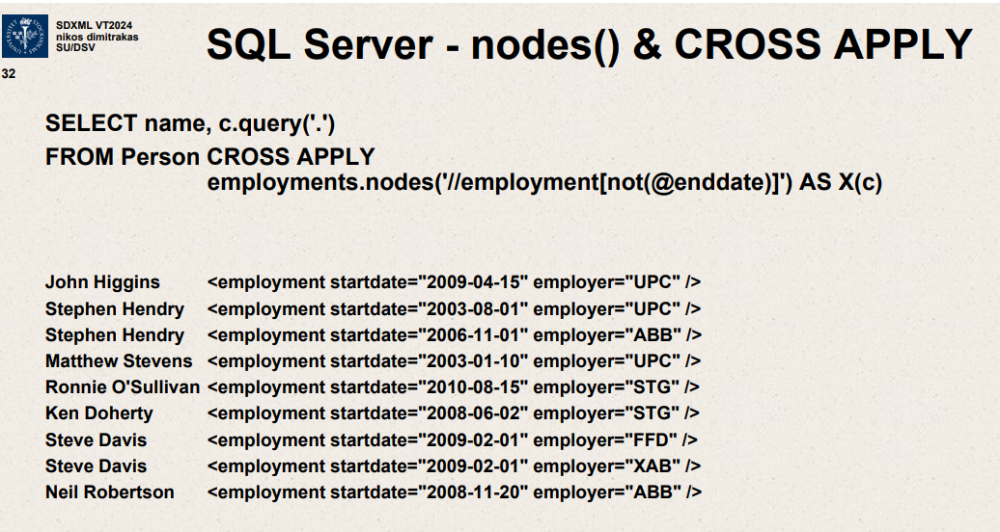 SDXML VT2024
nikos dimitrakas
SU/DSV
32
SQL Server - nodes() & CROSS APPLY
SELECT name, c.query('.')
FROM Person CROSS APPLY
employments.nodes('//employment[not(@enddate)]') AS X(c)
John Higgins <employment startdate="2009-04-15" employer="UPC" />
Stephen Hendry <employment startdate="2003-08-01" employer="UPC" />
Stephen Hendry <employment startdate="2006-11-01" employer="ABB" />
Matthew Stevens <employment startdate="2003-01-10" employer="UPC" />
Ronnie O'Sullivan <employment startdate="2010-08-15" employer="STG" />
Ken Doherty <employment startdate="2008-06-02" employer="STG" />
Steve Davis <employment startdate="2009-02-01" employer="FFD" />
Steve Davis <employment startdate="2009-02-01" employer="XAB" />
Neil Robertson <employment startdate="2008-11-20" employer="ABB" />